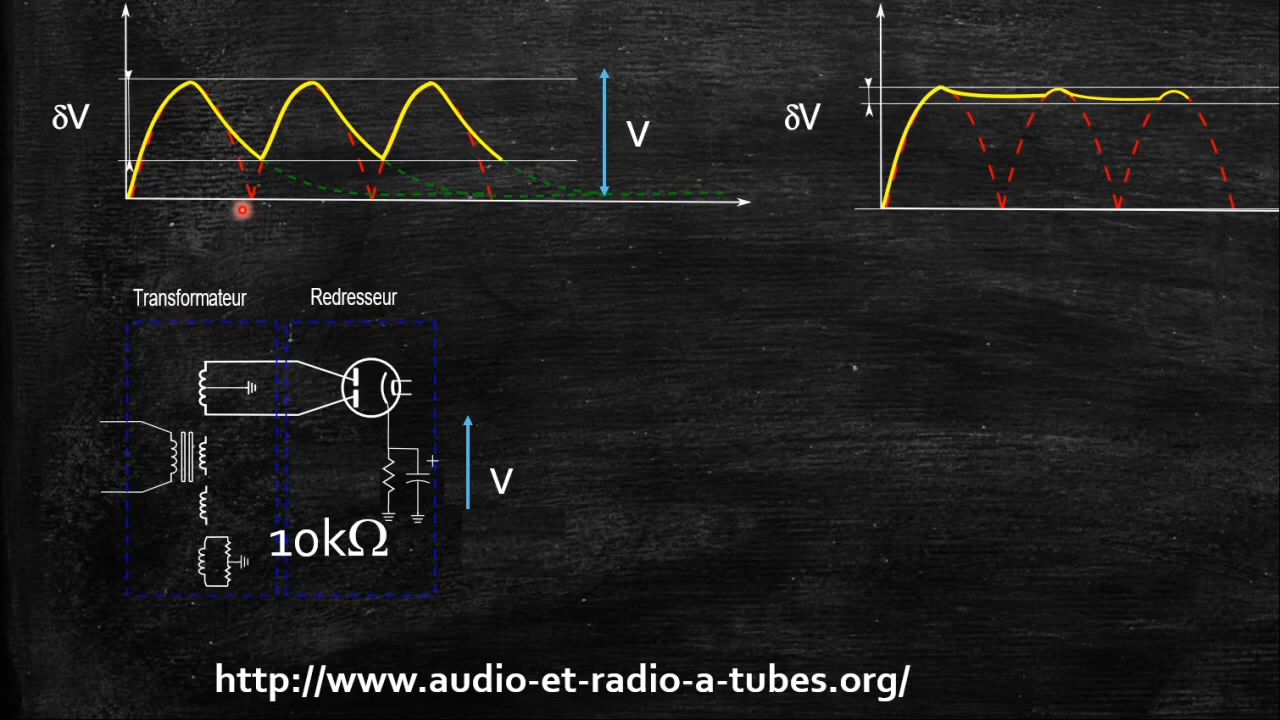 δV
V
δV
Transformateur
Redresseur
+
V
10kΩ
http://www.audio-et-radio-a-tubes.org/